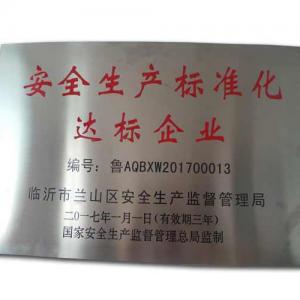 安全生产标准化
达标企业
编号：鲁AQBXW201700013
临沂市兰山区安全生产监督管理局
二〇一七年一月一日（有效期三年）
国家安全生产监督管理总局监制